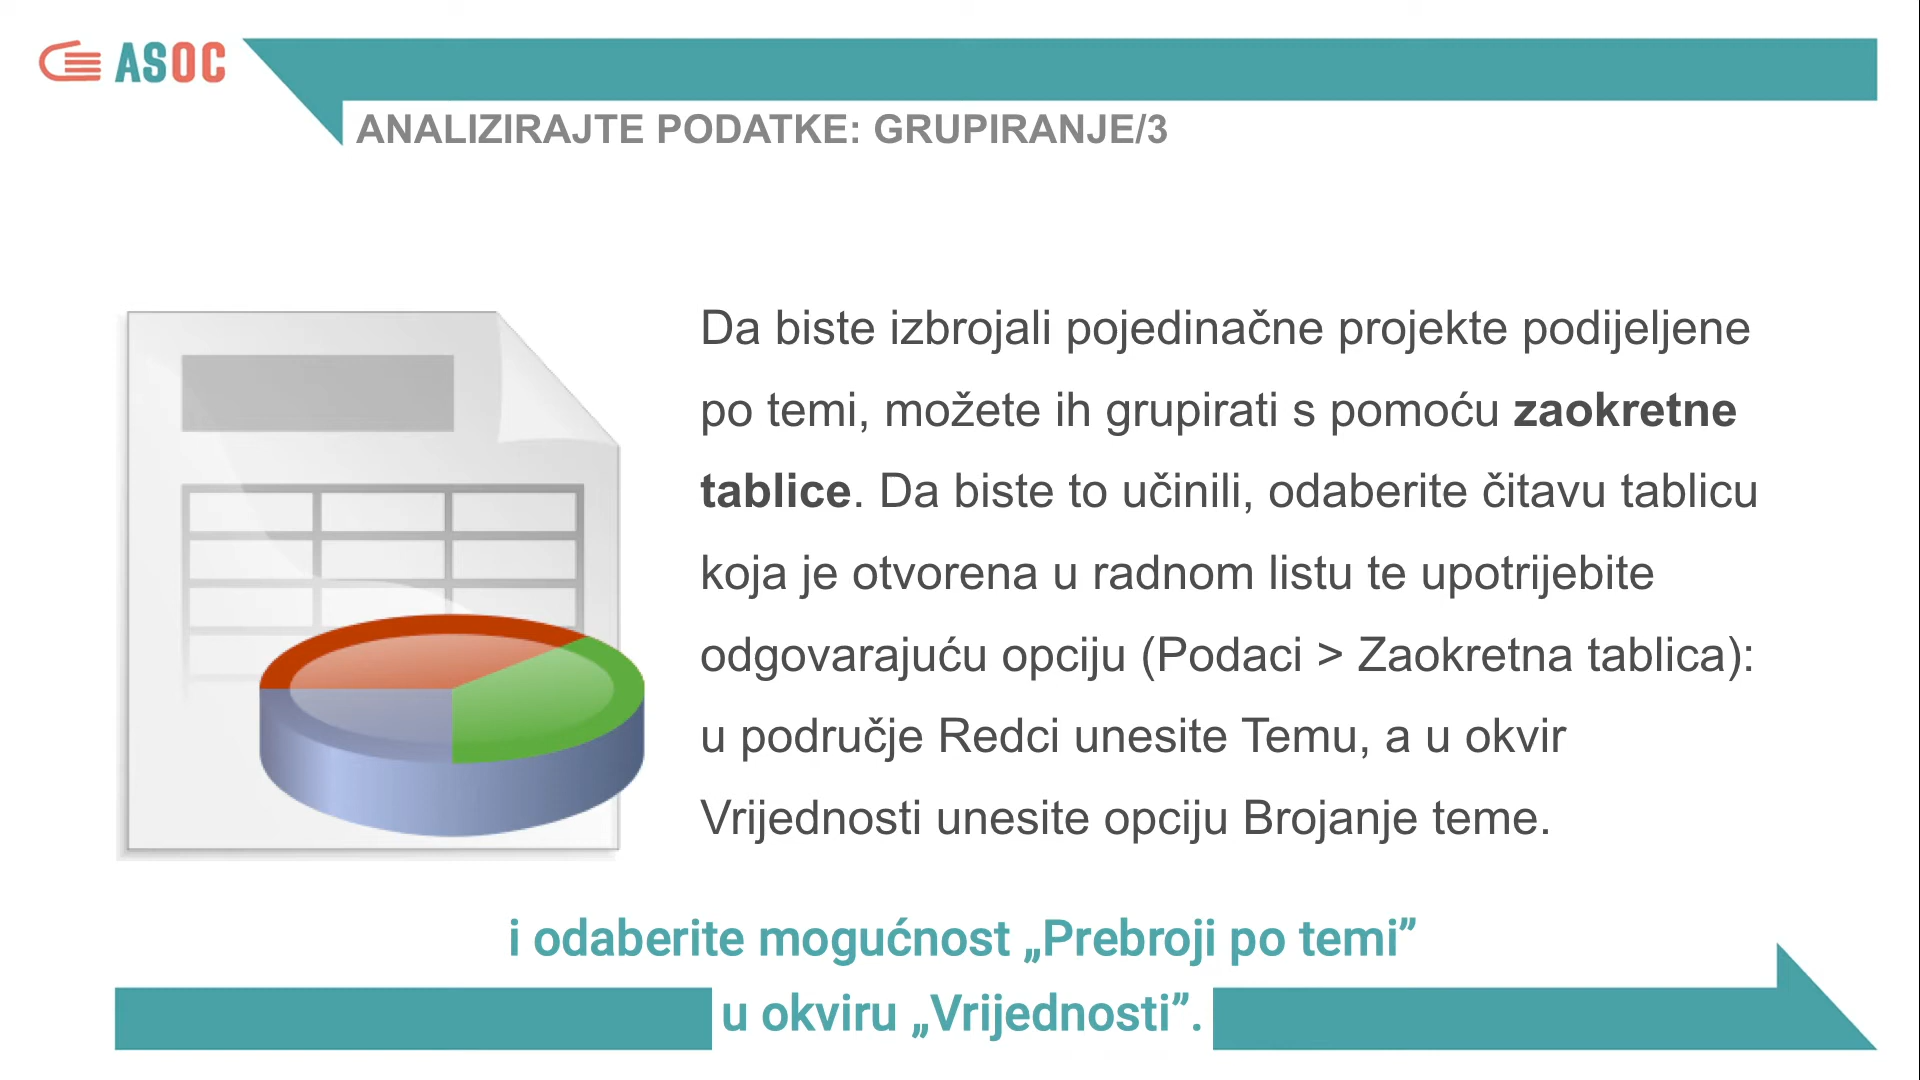 ASOC
ANALIZIRAJTE PODATKE: GRUPIRANJE/3
Da biste izbrojali pojedinačne projekte podijeljene
po temi, možete ih grupirati s pomoću zaokretne
tablice. Da biste to učinili, odaberite čitavu tablicu
koja je otvorena u radnom listu te upotrijebite
odgovarajuću opciju (Podaci > Zaokretna tablica):
u područje Redci unesite Temu, a u okvir
Vrijednosti unesite opciju Brojanje teme.
i odaberite mogućnost „Prebroji po temi”
u okviru „Vrijednosti”.